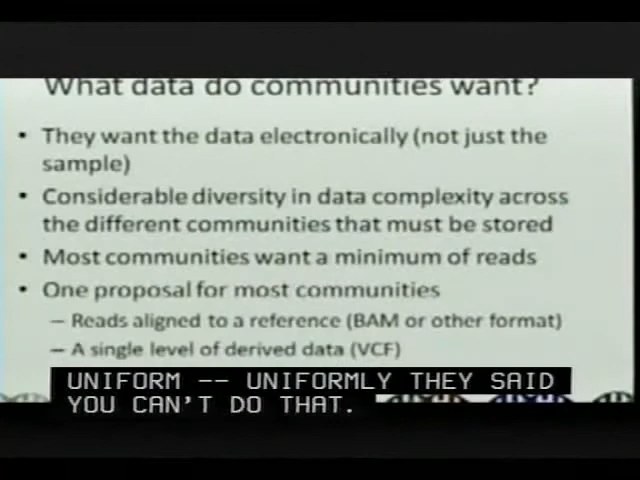 What data do communities want?
• They want the data electronically (not just the
sample)
• Considerable diversity in data complexity across
the different communities that must be stored
• Most communities want a minimum of reads
• One proposal for most communities
– Reads aligned to a reference (BAM or other format)
– A single level of derived data (VCF)
UNIFORM -- UNIFORMLY THEY SAID
YOU CAN'T DO THAT.